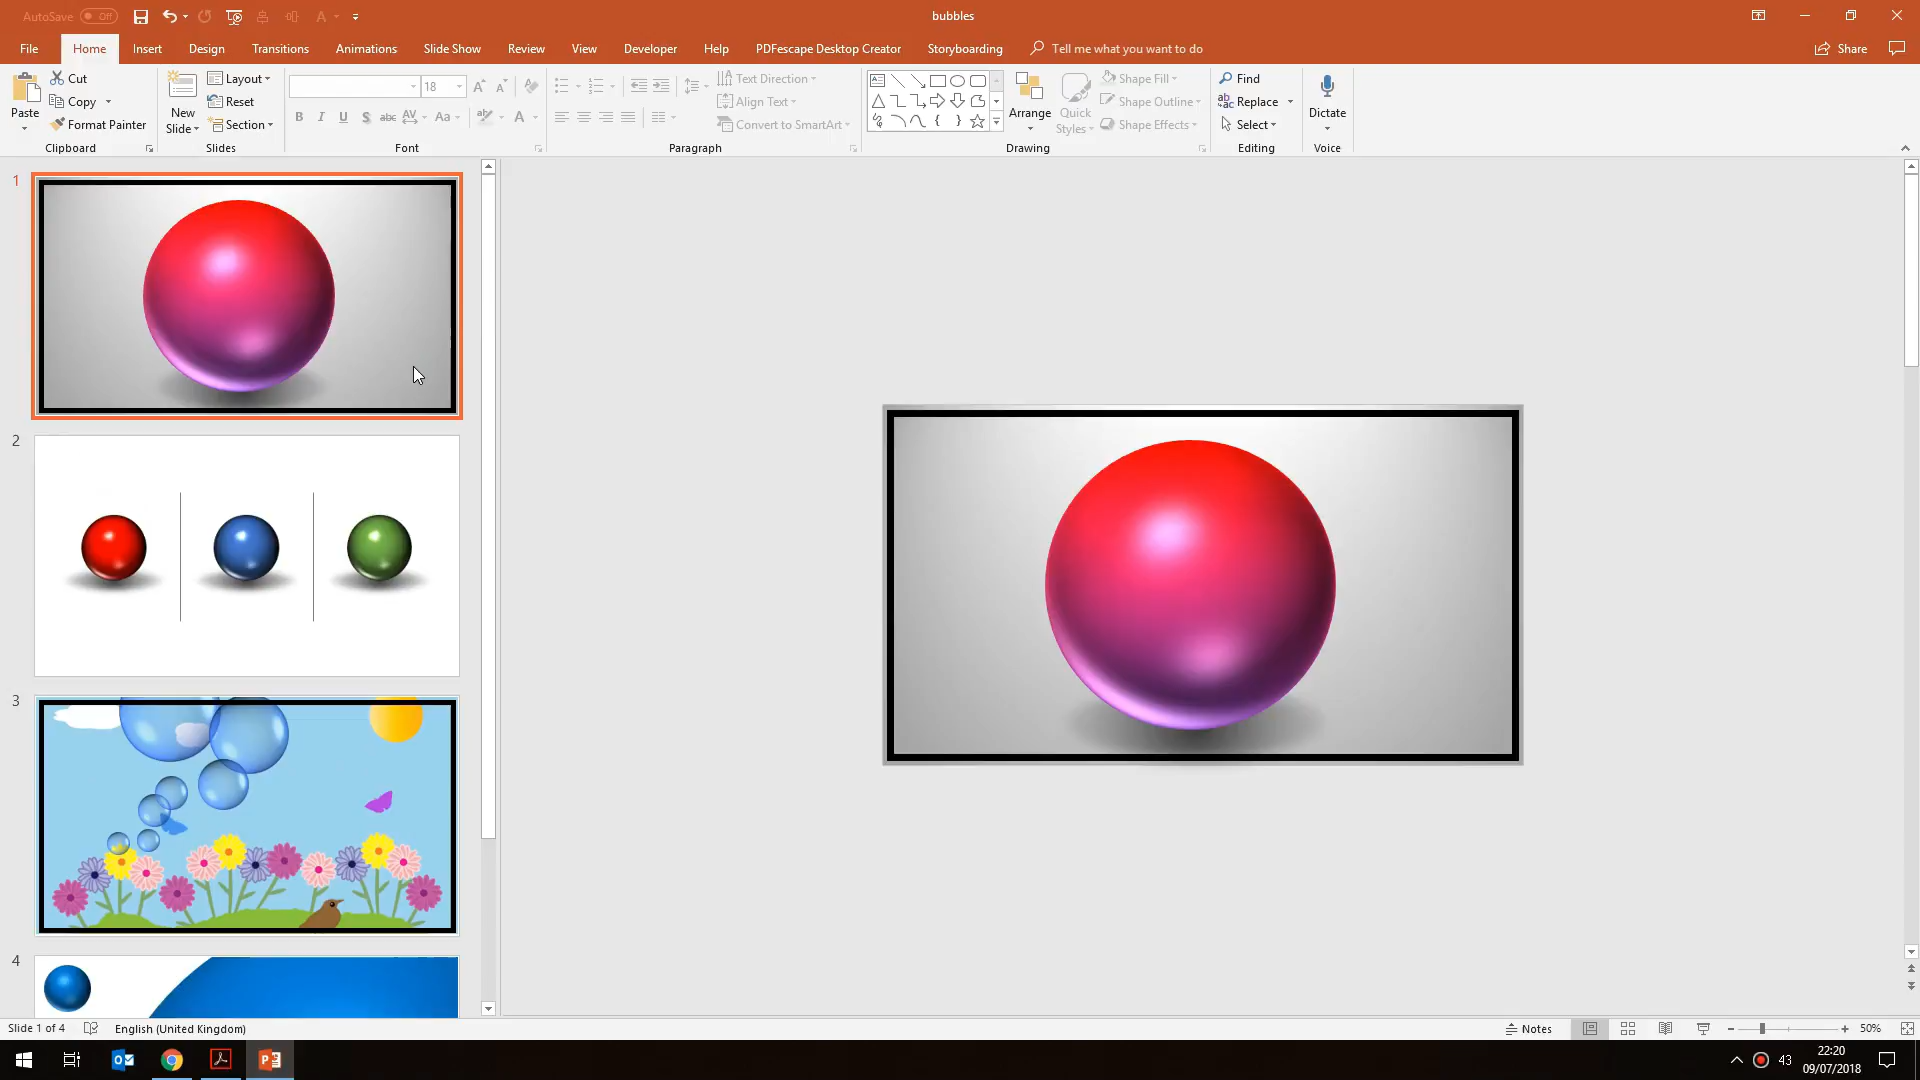 AutoSave Off
bubbles
File Home Insert Design Transitions Animations Slide Show Review View Developer Help PDFescape Desktop Creator Storyboarding Tell me what you want to do Share
Paste
Cut
Copy
Format Painter
Clipboard
New Slide
Layout
Reset
Section
Slides
18
B I U S abc AV Aa A
Font
Text Direction
Align Text
Convert to SmartArt
Paragraph
Arrange
Quick Styles
Shape Fill
Shape Outline
Shape Effects
Drawing
Find
Replace
Select
Editing
Dictate
Voice
1
2
3
4
Slide 1 of 4 English (United Kingdom) Notes 50%
43
22:20
09/07/2018